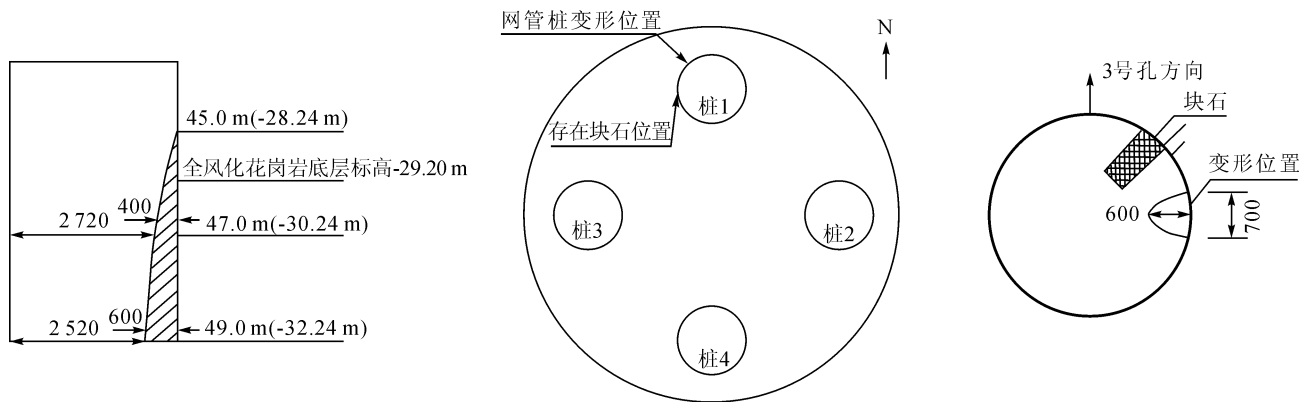 45.0 m(-28.24 m)
全风化花岗岩底层标高-29.20 m
400
2 720
47.0 m(-30.24 m)
600
2 520
49.0 m(-32.24 m)
网管桩变形位置
N
桩1
存在块石位置
桩3
桩2
桩4
3号孔方向
块石
变形位置
600
700